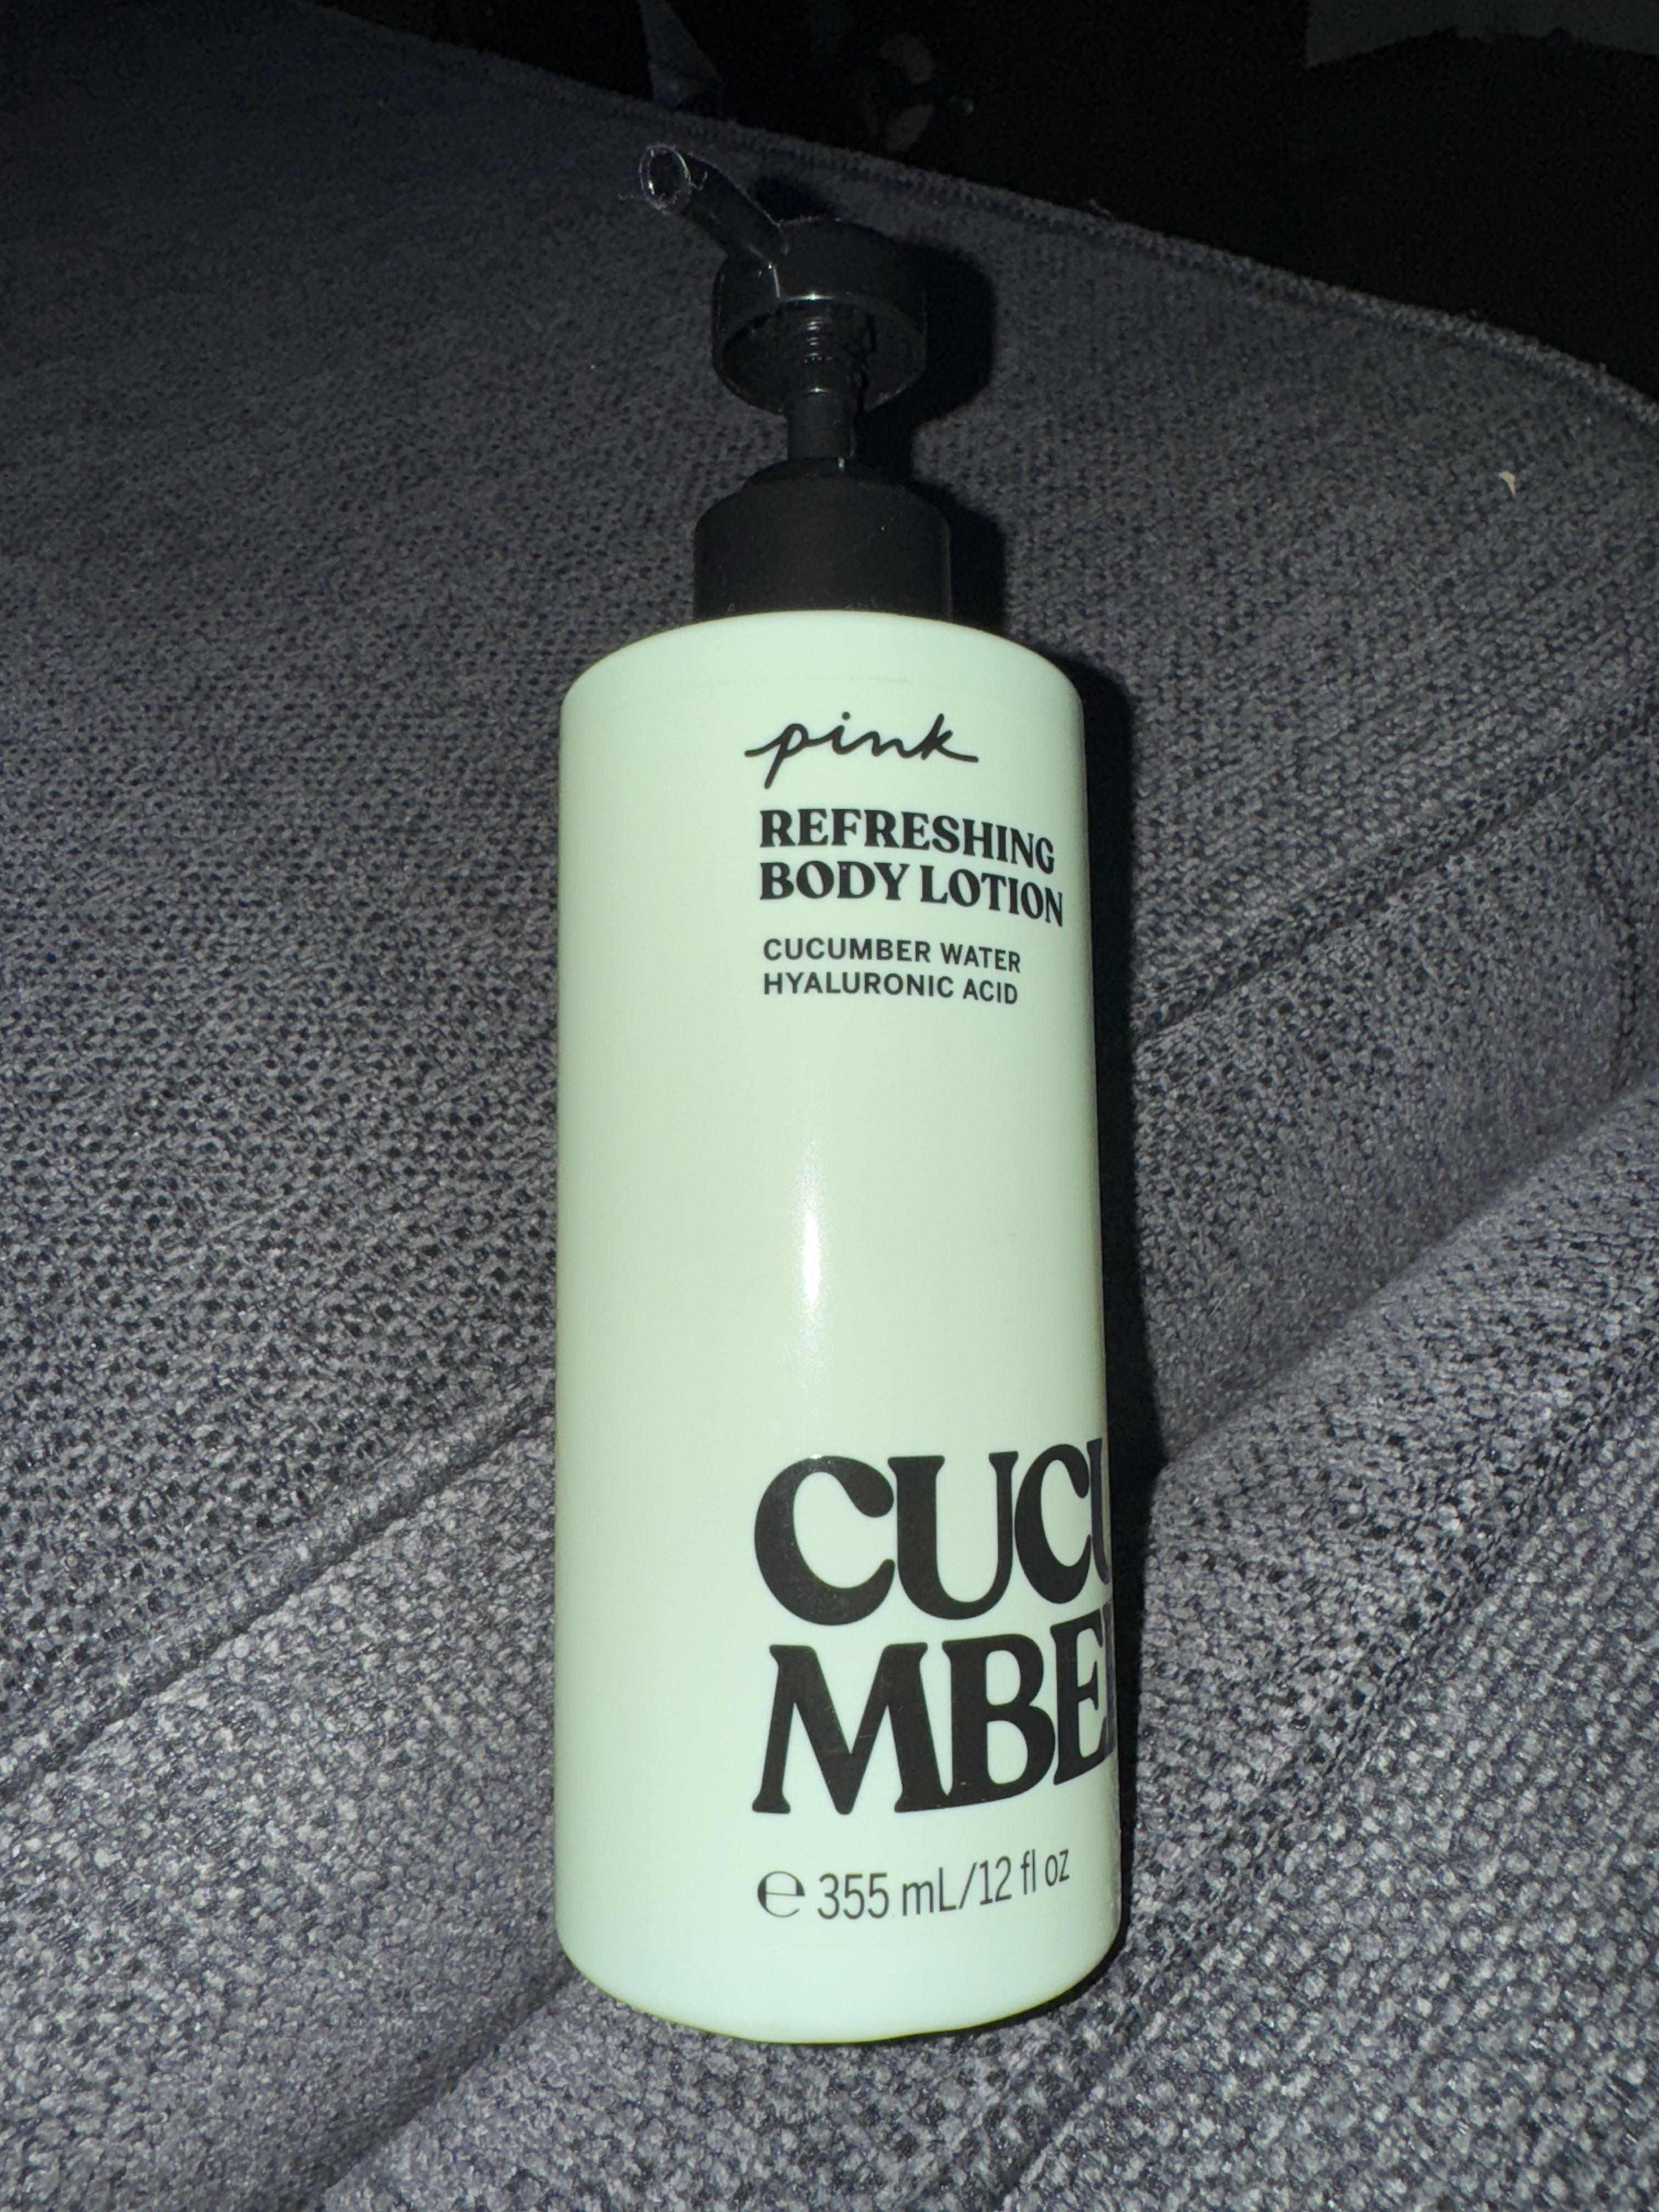 pink
REFRESHING
BODY LOTION
CUCUMBER WATER
HYALURONIC ACID
CUCU
MBE
℮ 355 mL/12 fl oz